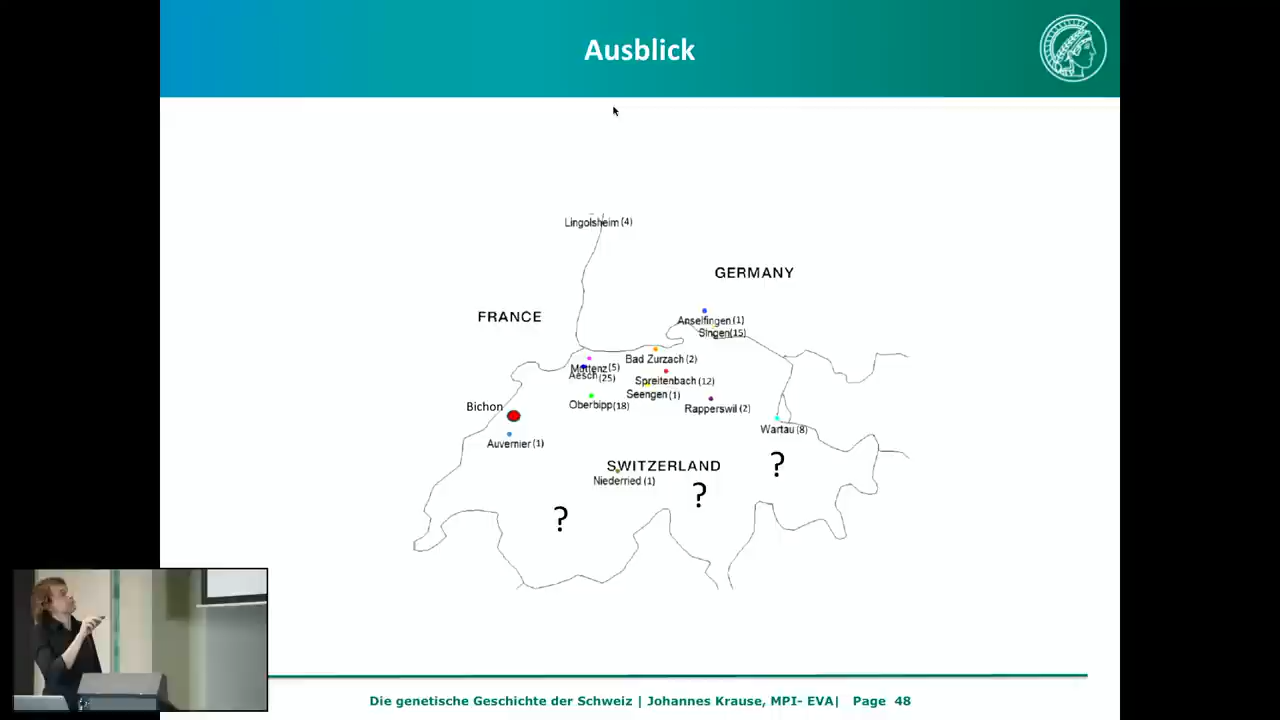 Ausblick
Lingolsheim (4)
GERMANY
FRANCE
Anselfingen (1)
Singen (15)
Bad Zurzach (2)
Muttenz (5)
Aesch (25)
Spreitenbach (12)
Seengen (1)
Oberbipp (18)
Rapperswil (2)
Bichon
Wartau (8)
Auvernier (1)
SWITZERLAND
?
Niederried (1)
?
?
Die genetische Geschichte der Schweiz | Johannes Krause, MPI- EVA| Page 48